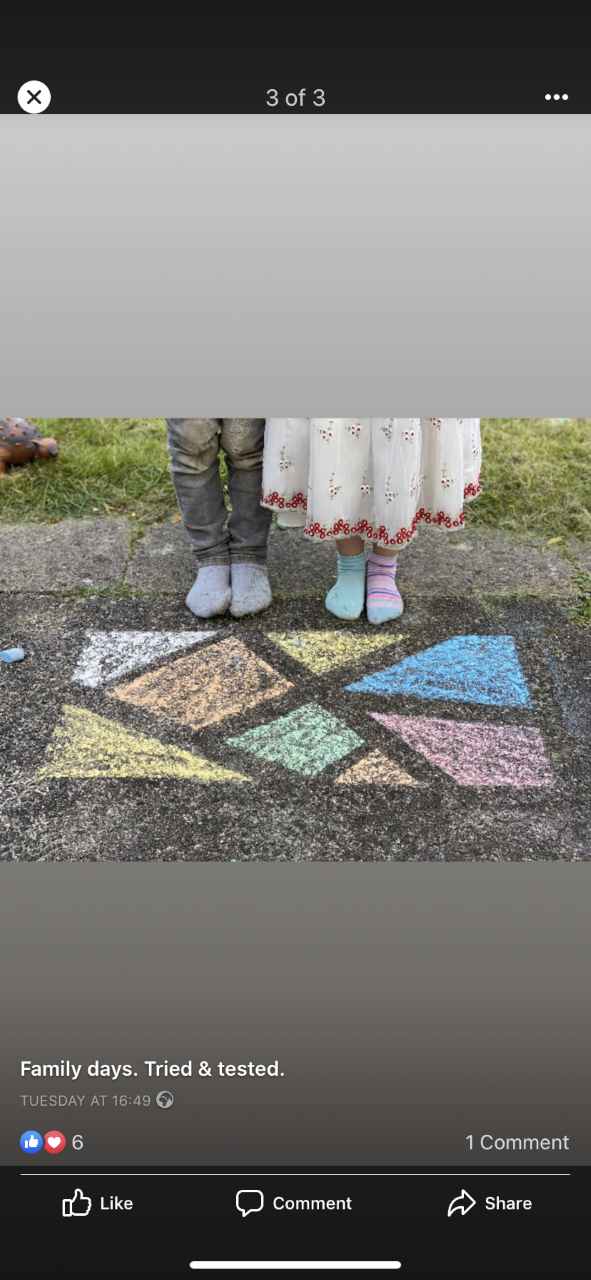 3 of 3
Family days. Tried & tested.
TUESDAY AT 16:49
6
1 Comment
Like
Comment
Share